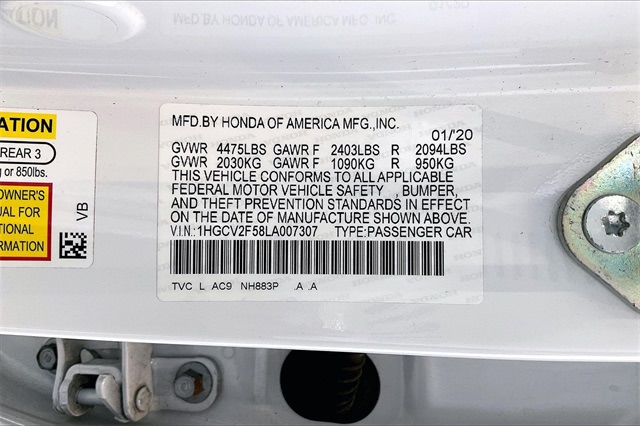 MFD.BY HONDA OF AMERICA MFG.,INC.
01/20
GVWR 4475LBS GAWR F 2403LBS R 2094LBS
GVWR 2030KG GAWR F 1090KG R 950KG
THIS VEHICLE CONFORMS TO ALL APPLICABLE
FEDERAL MOTOR VEHICLE SAFETY , BUMPER,
AND THEFT PREVENTION STANDARDS IN EFFECT
ON THE DATE OF MANUFACTURE SHOWN ABOVE.
V.I.N.:1HGCV2F58LA007307 TYPE:PASSENGER CAR
TVC L AC9 NH883P .A .A
ATION
REAR 3
g or 850lbs.
OWNER'S
UAL FOR
TIONAL
RMATION
VB